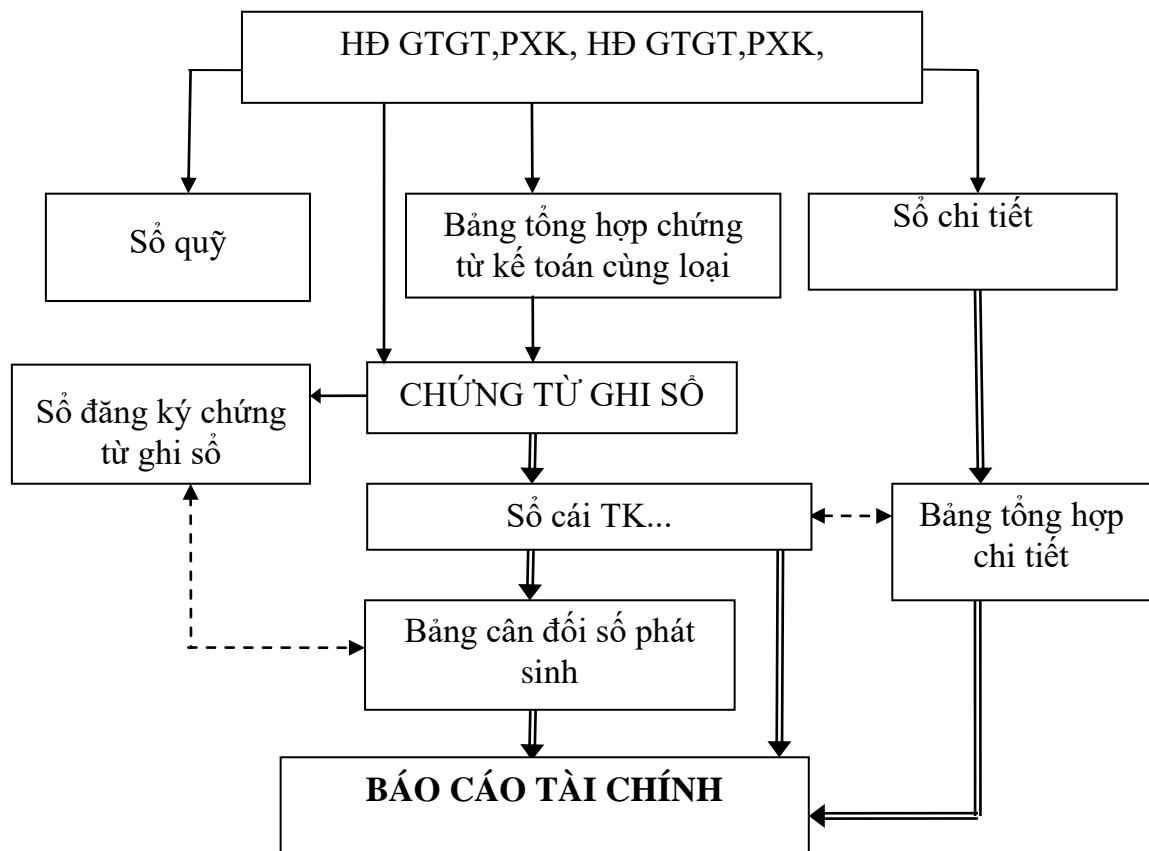 HĐ GTGT,PXK, HĐ GTGT,PXK,
Sổ quỹ
Bảng tổng hợp chứng
từ kế toán cùng loại
Sổ chi tiết
Sổ đăng ký chứng
từ ghi sổ
CHỨNG TỪ GHI SỔ
Sổ cái TK...
Bảng tổng hợp
chi tiết
Bảng cân đối số phát
sinh
BÁO CÁO TÀI CHÍNH